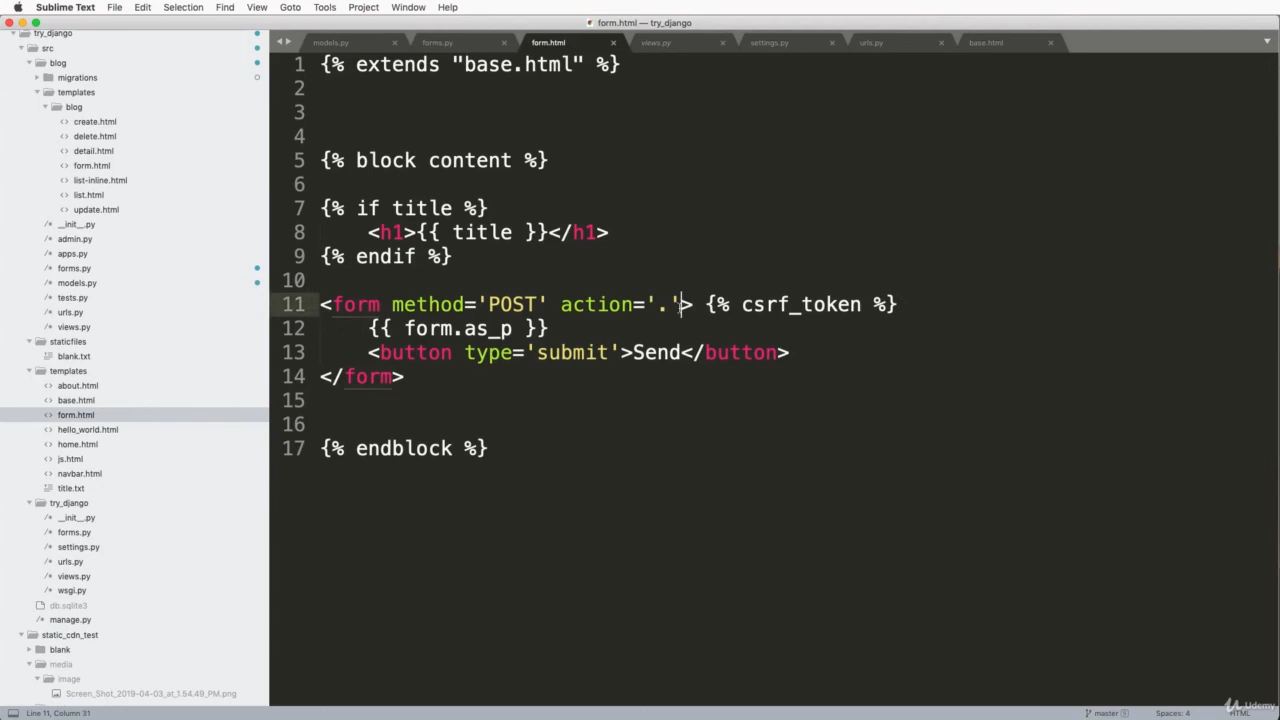 Sublime Text File Edit Selection Find View Goto Tools Project Window Help
form.html — try_django
models.py forms.py form.html views.py settings.py urls.py base.html
try_django
src
blog
migrations
templates
blog
create.html
delete.html
detail.html
form.html
list-inline.html
list.html
update.html
__init__.py
admin.py
apps.py
forms.py
models.py
tests.py
urls.py
views.py
staticfiles
blank.txt
templates
about.html
base.html
form.html
hello_world.html
home.html
js.html
navbar.html
title.txt
try_django
__init__.py
forms.py
settings.py
urls.py
views.py
wsgi.py
db.sqlite3
manage.py
static_cdn_test
blank
media
image
Screen_Shot_2019-04-03_at_1.54.49_PM.png
1 {% extends "base.html" %}
2
3
4
5 {% block content %}
6
7 {% if title %}
8 <h1>{{ title }}</h1>
9 {% endif %}
10
11 <form method='POST' action='.'> {% csrf_token %}
12 {{ form.as_p }}
13 <button type='submit'>Send</button>
14 </form>
15
16
17 {% endblock %}
Line 11, Column 31 master 5 Spaces: 4 HTML
Udemy